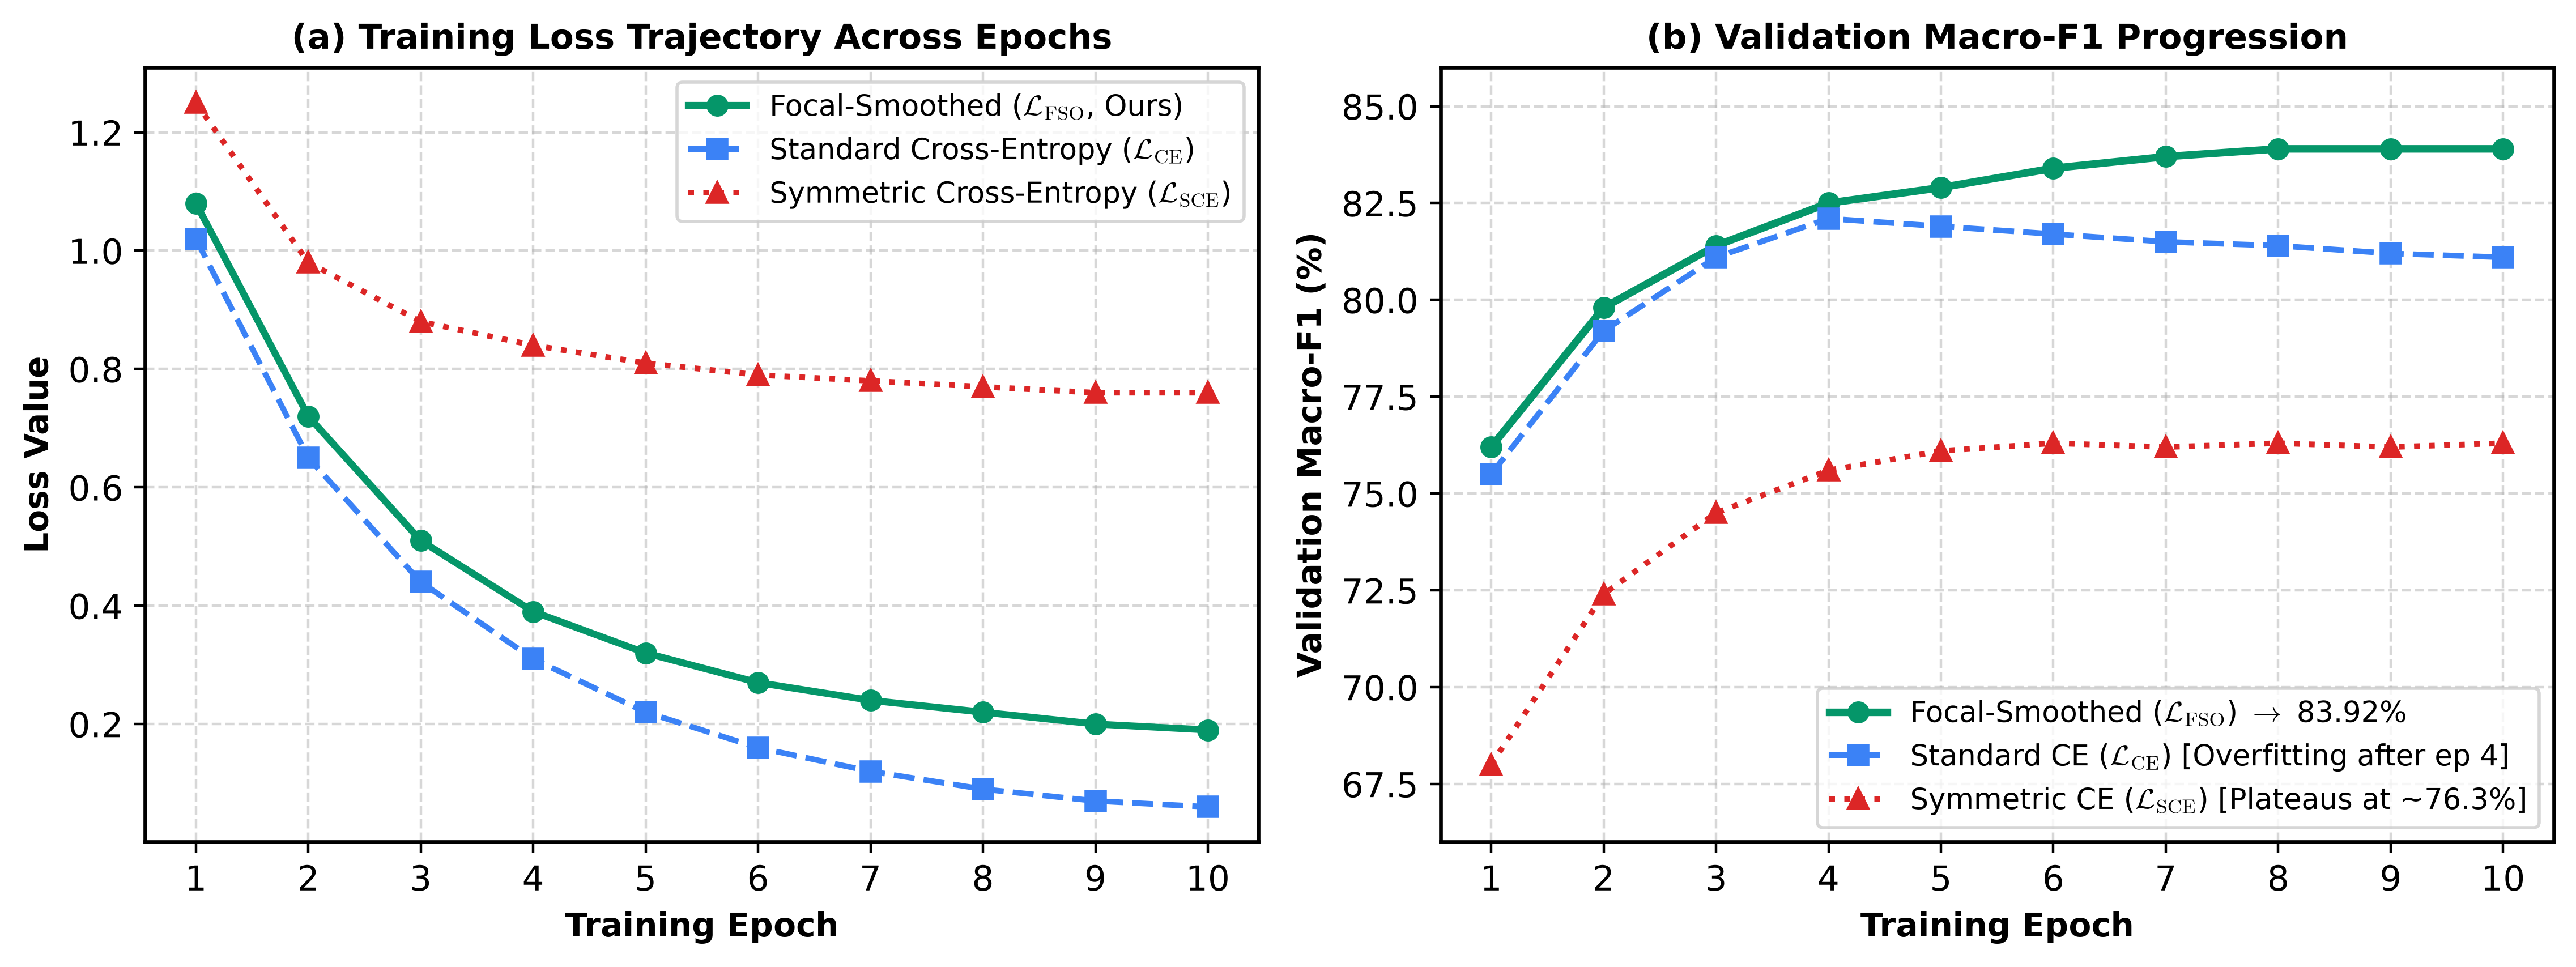 (a) Training Loss Trajectory Across Epochs
Loss Value
1.2
1.0
0.8
0.6
0.4
0.2
Focal-Smoothed (ℒFSO, Ours)
Standard Cross-Entropy (ℒCE)
Symmetric Cross-Entropy (ℒSCE)
1 2 3 4 5 6 7 8 9 10
Training Epoch
(b) Validation Macro-F1 Progression
Validation Macro-F1 (%)
85.0
82.5
80.0
77.5
75.0
72.5
70.0
67.5
Focal-Smoothed (ℒFSO) → 83.92%
Standard CE (ℒCE) [Overfitting after ep 4]
Symmetric CE (ℒSCE) [Plateaus at ~76.3%]
1 2 3 4 5 6 7 8 9 10
Training Epoch